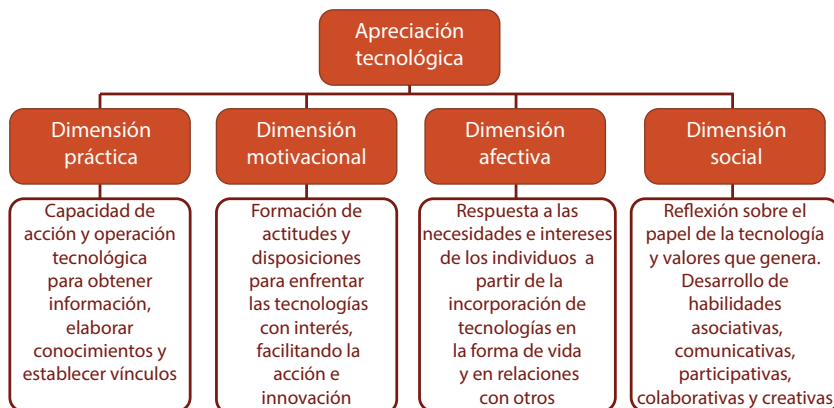 Apreciación
tecnológica
Dimensión
práctica
Capacidad de
acción y operación
tecnológica
para obtener
información,
elaborar
conocimientos y
establecer vínculos
Dimensión
motivacional
Formación de
actitudes y
disposiciones
para enfrentar
las tecnologías
con interés,
facilitando la
acción e
innovación
Dimensión
afectiva
Respuesta a las
necesidades e intereses
de los individuos a
partir de la
incorporación de
tecnologías en
la forma de vida
y en relaciones
con otros
Dimensión
social
Reflexión sobre el
papel de la tecnología
y valores que genera.
Desarrollo de
habilidades
asociativas,
comunicativas,
participativas,
colaborativas y creativas